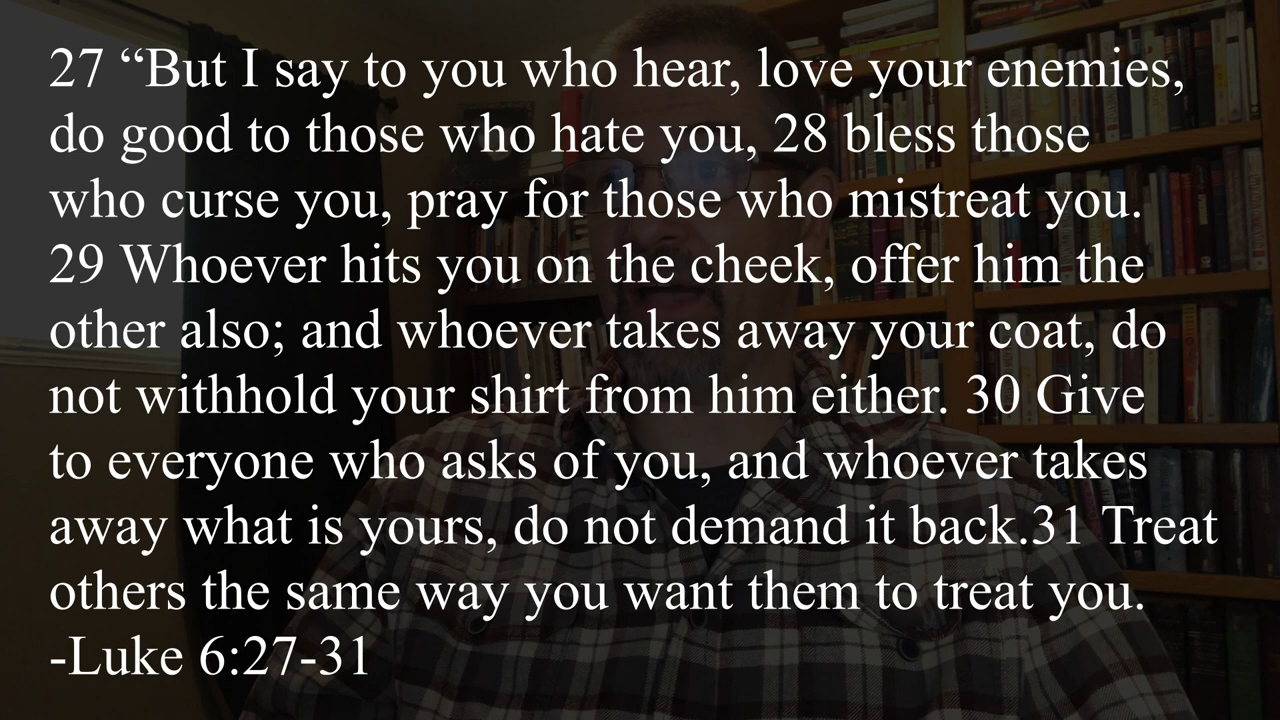 27 “But I say to you who hear, love your enemies,
do good to those who hate you, 28 bless those
who curse you, pray for those who mistreat you.
29 Whoever hits you on the cheek, offer him the
other also; and whoever takes away your coat, do
not withhold your shirt from him either. 30 Give
to everyone who asks of you, and whoever takes
away what is yours, do not demand it back.31 Treat
others the same way you want them to treat you.
-Luke 6:27-31